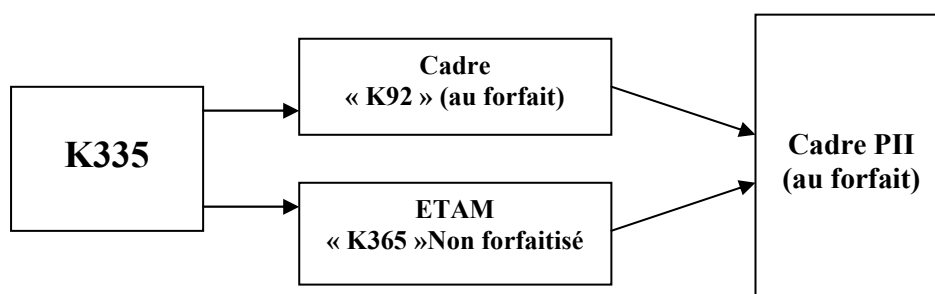 K335
Cadre
« K92 » (au forfait)
ETAM
« K365 »Non forfaitisé
Cadre PII
(au forfait)